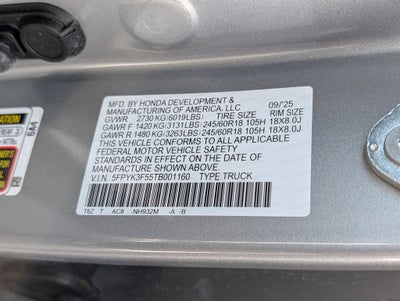 MFD. BY HONDA DEVELOPMENT & 09/'25
MANUFACTURING OF AMERICA, LLC
GVWR 2730 KG(6019LBS) TIRE SIZE RIM SIZE
GAWR F 1420 KG(3131LBS) 245/60R18 105H 18X8.0J
GAWR R 1480 KG(3263LBS) 245/60R18 105H 18X8.0J
THIS VEHICLE CONFORMS TO ALL APPLICABLE
FEDERAL MOTOR VEHICLE SAFETY
STANDARDS IN EFFECT ON THE DATE OF
MANUFACTURE SHOWN ABOVE.
V.I.N. 5FPYK3F55TB001160 TYPE TRUCK
T6Z T AC8 NH932M -A -B